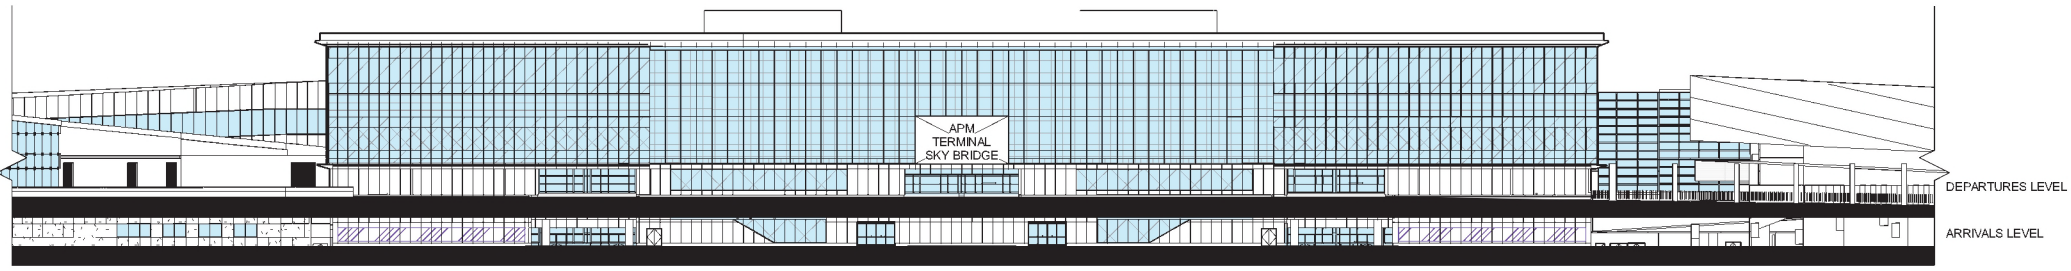 APM
TERMINAL
SKY BRIDGE
DEPARTURES LEVEL
ARRIVALS LEVEL